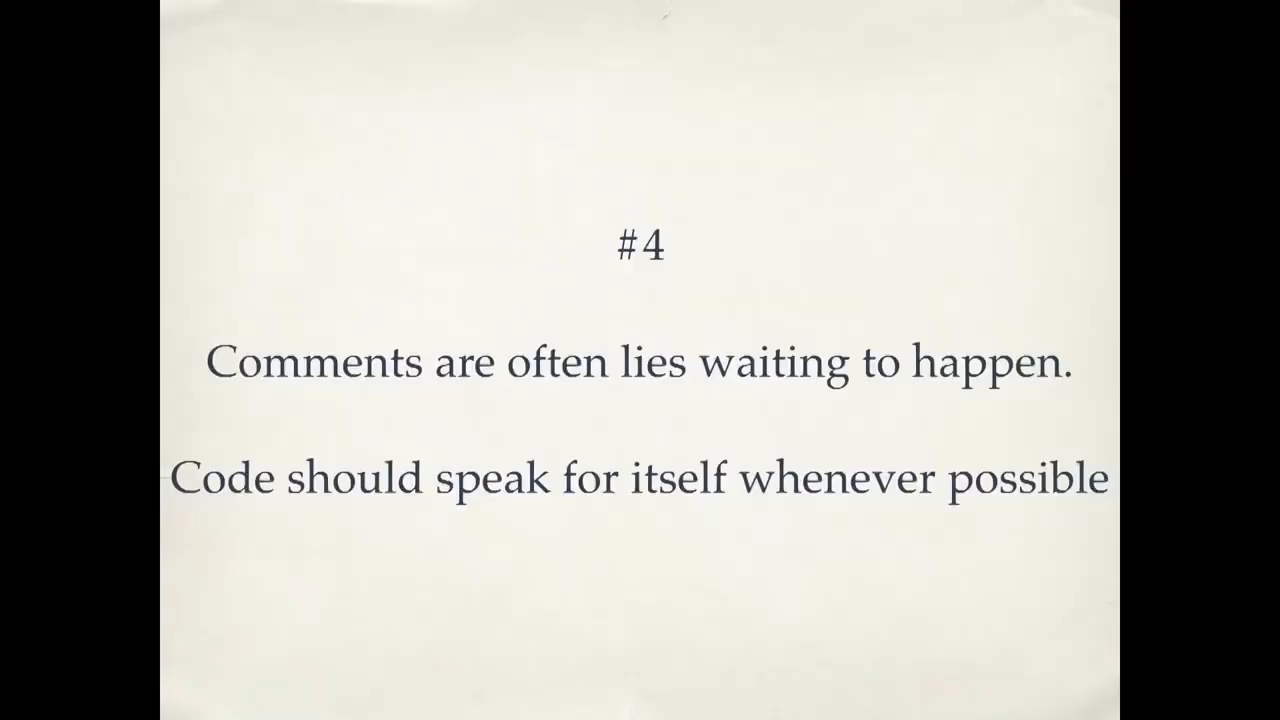 #4
Comments are often lies waiting to happen.
Code should speak for itself whenever possible